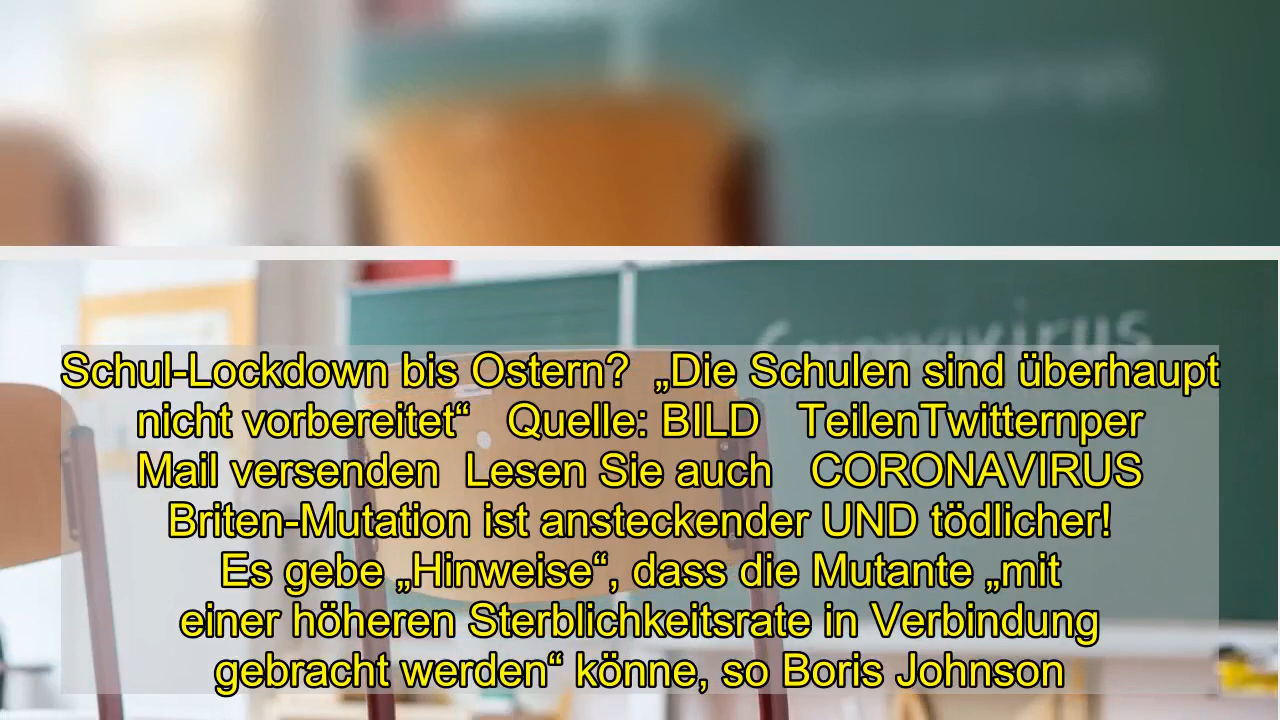 Coronavirus
Schul-Lockdown bis Ostern? „Die Schulen sind überhaupt
nicht vorbereitet“ Quelle: BILD TeilenTwitternper
Mail versenden Lesen Sie auch CORONAVIRUS
Briten-Mutation ist ansteckender UND tödlicher!
Es gebe „Hinweise“, dass die Mutante „mit
einer höheren Sterblichkeitsrate in Verbindung
gebracht werden“ könne, so Boris Johnson